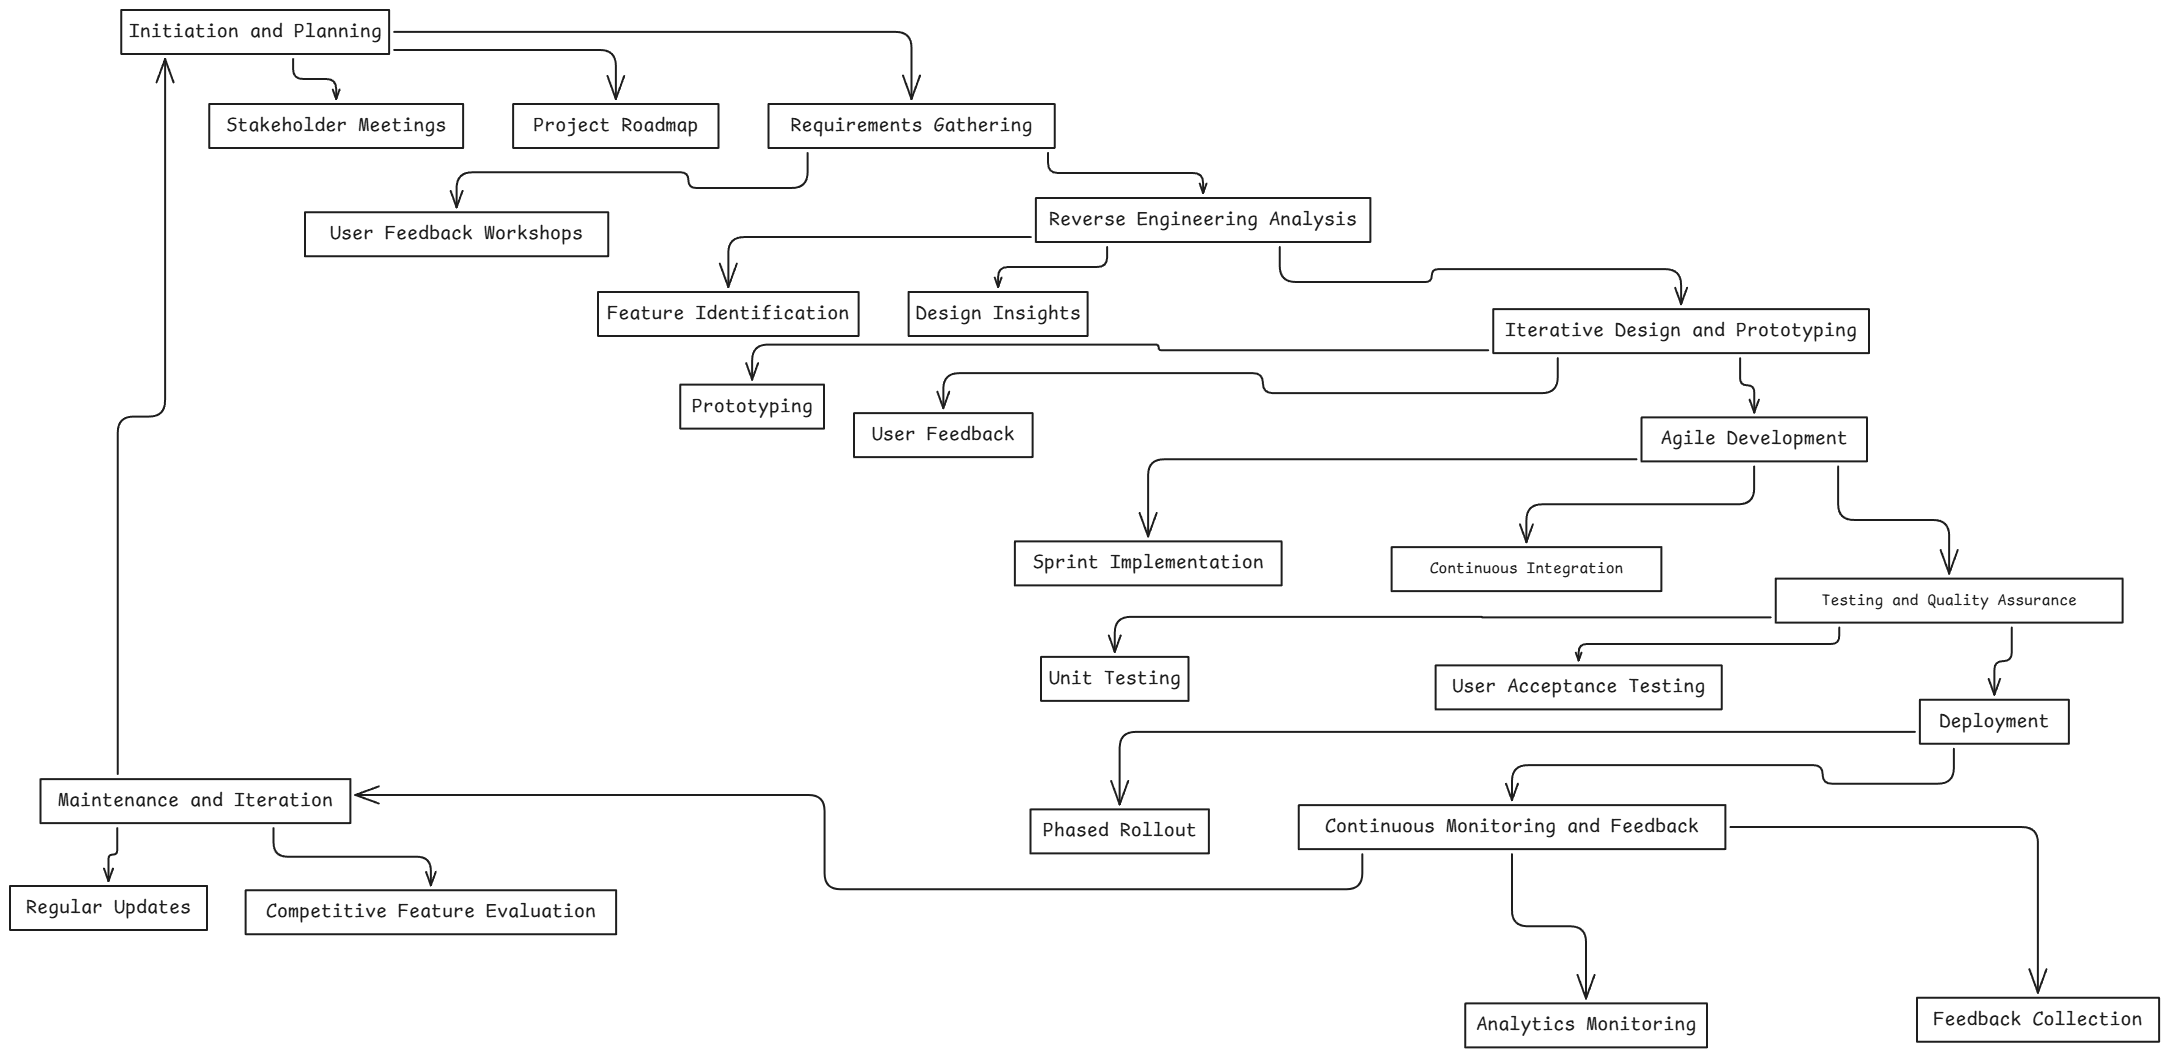 Initiation and Planning
Stakeholder Meetings
Project Roadmap
Requirements Gathering
User Feedback Workshops
Reverse Engineering Analysis
Feature Identification
Design Insights
Iterative Design and Prototyping
Prototyping
User Feedback
Agile Development
Sprint Implementation
Continuous Integration
Testing and Quality Assurance
Unit Testing
User Acceptance Testing
Deployment
Maintenance and Iteration
Phased Rollout
Continuous Monitoring and Feedback
Regular Updates
Competitive Feature Evaluation
Analytics Monitoring
Feedback Collection